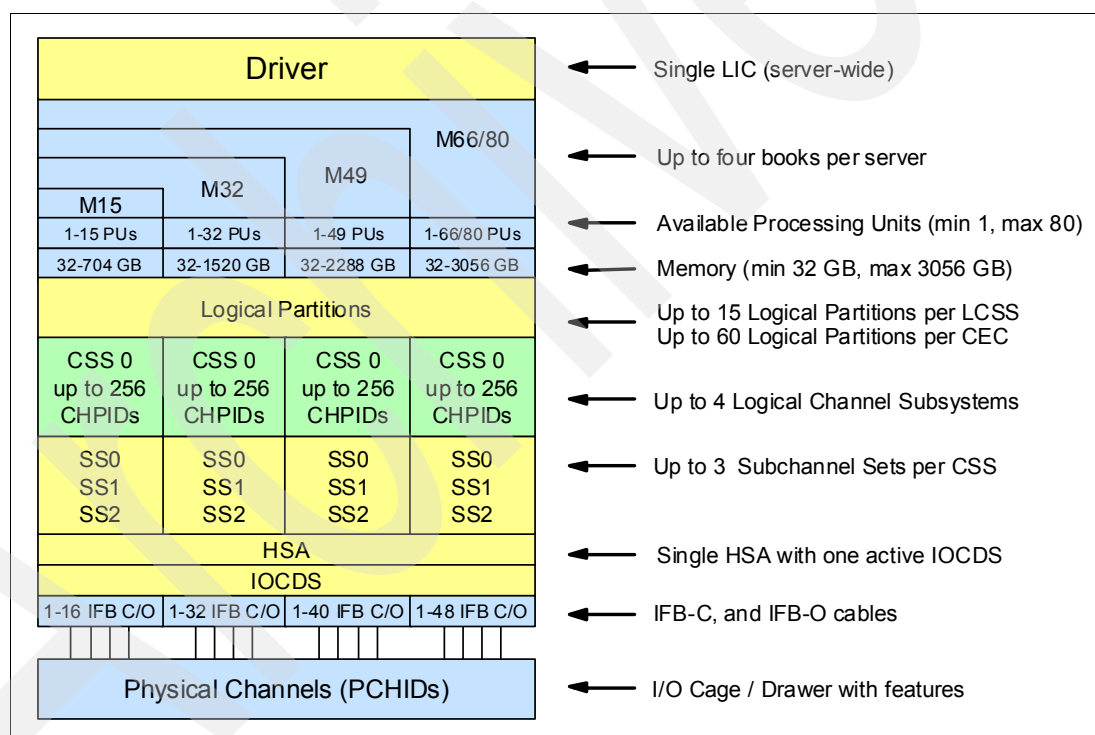 Driver
Single LIC (server-wide)
M66/80
M49
M32
M15
Up to four books per server
1-15 PUs
1-32 PUs
1-49 PUs
1-66/80 PUs
Available Processing Units (min 1, max 80)
32-704 GB
32-1520 GB
32-2288 GB
32-3056 GB
Memory (min 32 GB, max 3056 GB)
Logical Partitions
Up to 15 Logical Partitions per LCSS
Up to 60 Logical Partitions per CEC
CSS 0
up to 256
CHPIDs
CSS 0
up to 256
CHPIDs
CSS 0
up to 256
CHPIDs
CSS 0
up to 256
CHPIDs
Up to 4 Logical Channel Subsystems
SS0
SS1
SS2
SS0
SS1
SS2
SS0
SS1
SS2
SS0
SS1
SS2
Up to 3 Subchannel Sets per CSS
HSA
Single HSA with one active IOCDS
IOCDS
1-16 IFB C/O
1-32 IFB C/O
1-40 IFB C/O
1-48 IFB C/O
IFB-C, and IFB-O cables
Physical Channels (PCHIDs)
I/O Cage / Drawer with features